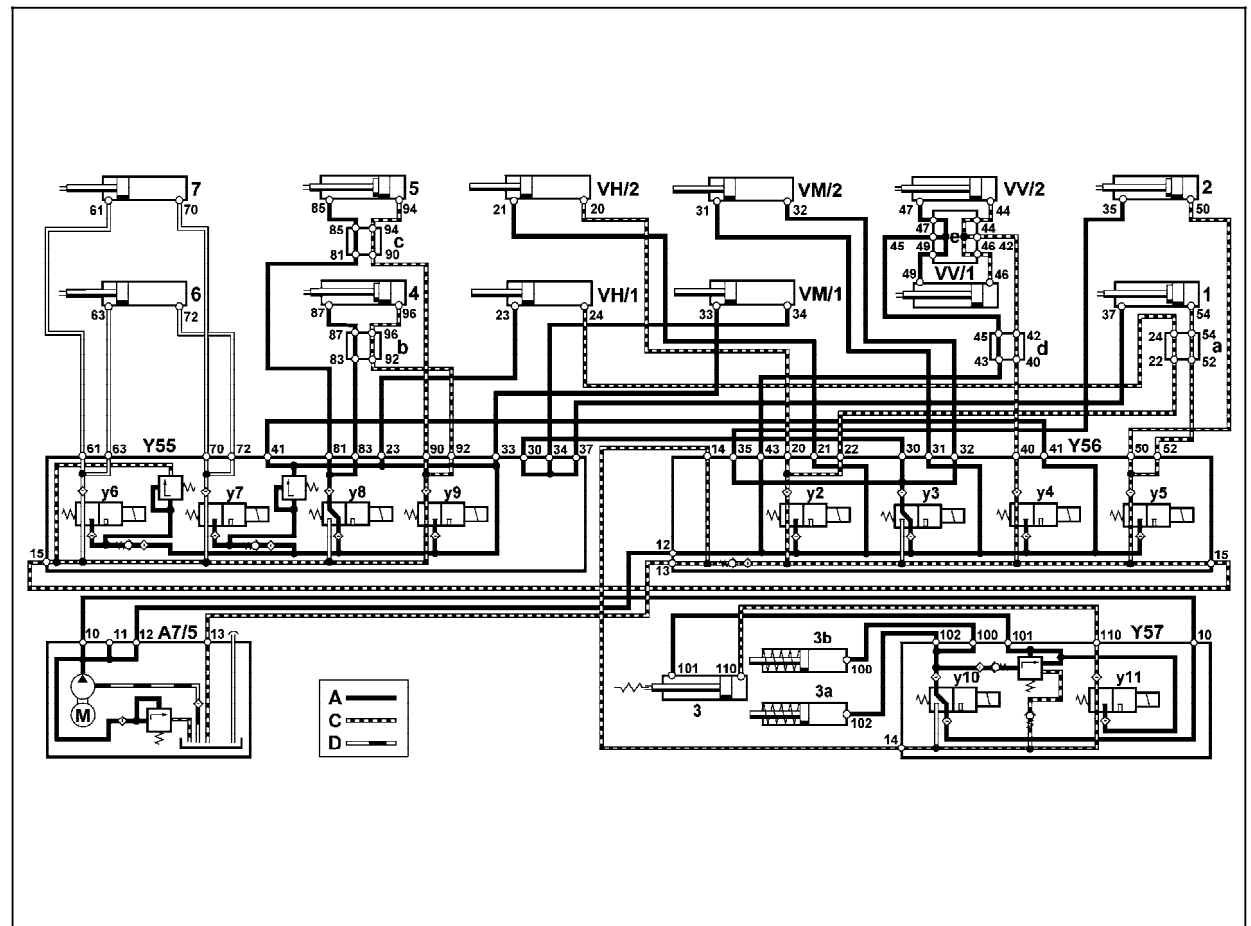 7 5 VH/2 VM/2 VV/2 2
61 70 85 94 21 20 31 32 47 44 35 50
85 94 47 44
c 45 e
81 90 49 46 42
6 4 VH/1 VM/1 49 VV/1 46 1
63 72 87 96 23 24 33 34 37 54
87 96 45 42 24 54
b d a
83 92 43 40 22 52
61 63 Y55 70 72 41 81 83 23 90 92 33 30 34 37 14 35 43 20 21 22 30 31 32 40 41 Y56 50 52
y6 y7 y8 y9 y2 y3 y4 y5
15 12 15
13
10 11 12 A7/5 13 102 100 101 110 Y57 10
3b
101 110 100
M 3 3a y10 y11
102
14
A
C
D